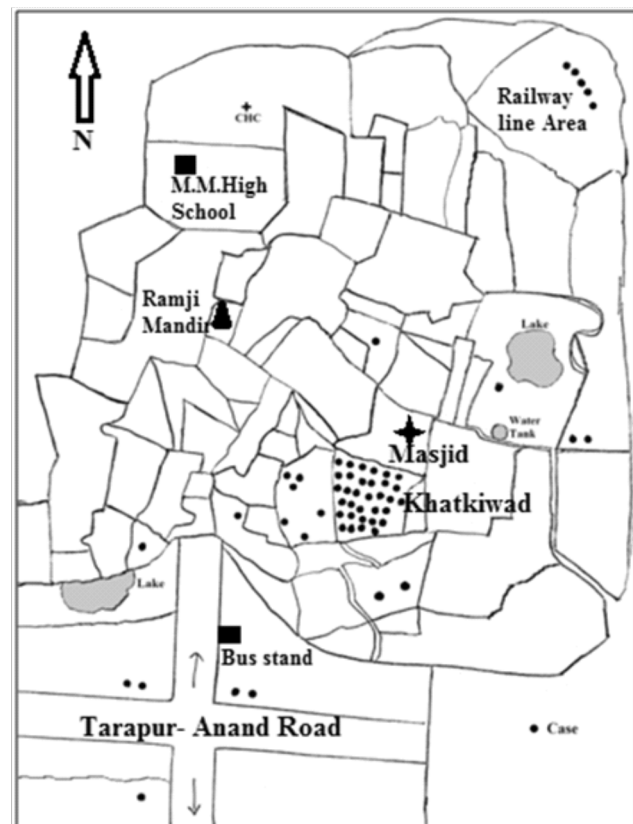 N
CHC
Railway
line Area
M.M.High
School
Ramji
Mandir
Lake
Water
Tank
Masjid
Khatkiwad
Lake
Bus stand
Tarapur- Anand Road
Case